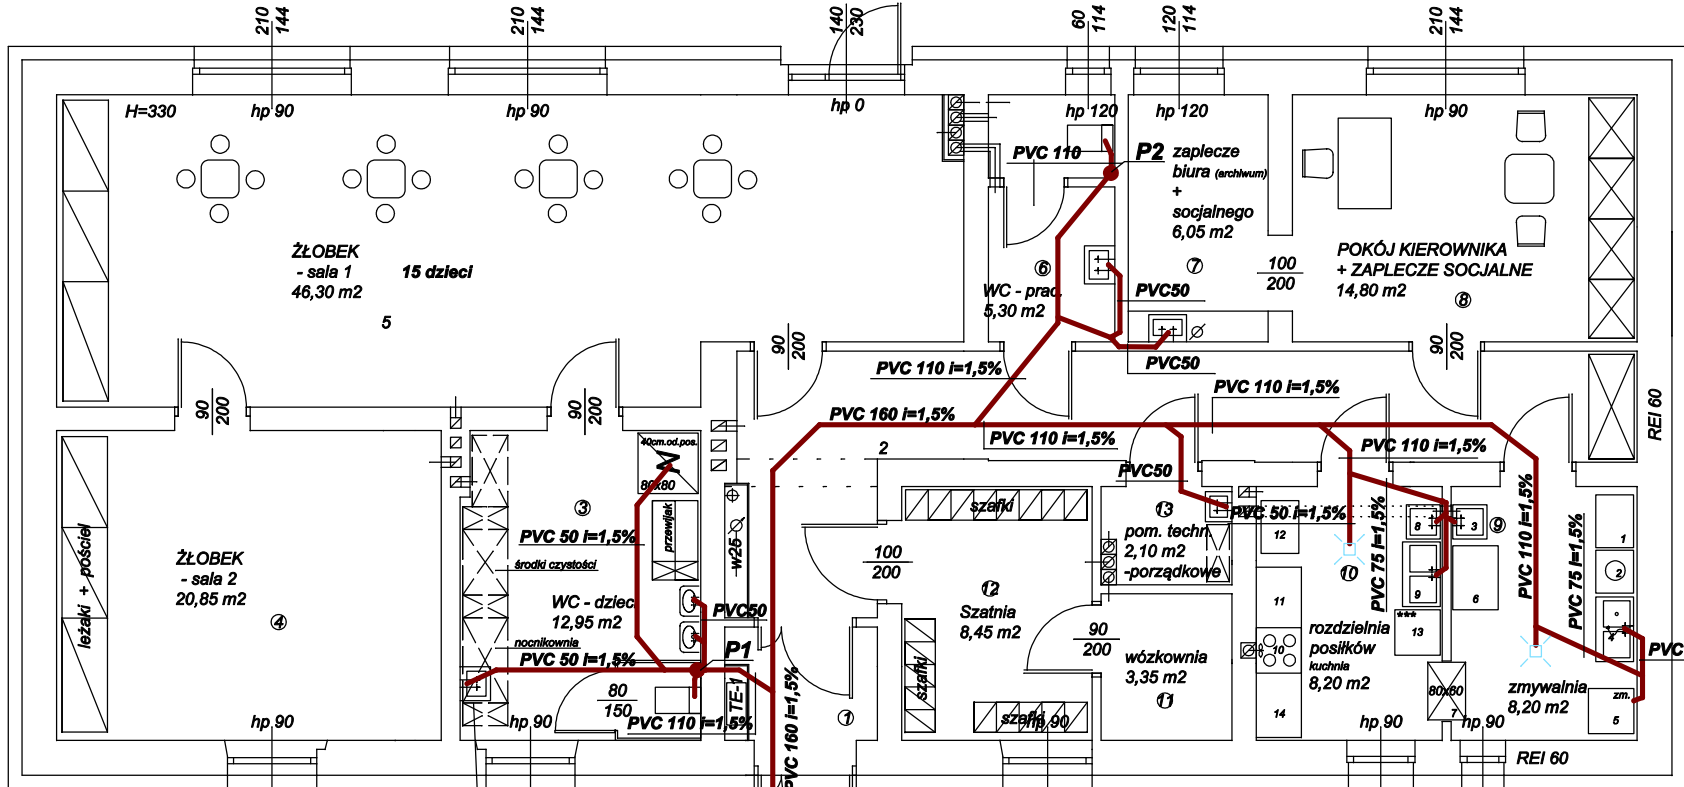 210
144
210
144
140
230
60
114
120
114
210
144
H=330
hp 90
hp 90
hp 0
hp 120
hp 120
hp 90
PVC 110
P2
zaplecze
biura (archiwum)
+
socjalnego
6,05 m2
ŻŁOBEK
- sala 1
46,30 m2
15 dzieci
5
6
WC - prac.
5,30 m2
7
PVC50
100
200
POKÓJ KIEROWNIKA
+ ZAPLECZE SOCJALNE
14,80 m2
8
90
200
90
200
PVC50
PVC 110 i=1,5%
PVC 110 i=1,5%
90
200
90
200
PVC 160 i=1,5%
PVC 110 i=1,5%
PVC 110 i=1,5%
REI 60
2
40cm.od.pos.
N
80x80
PVC50
PVC 50 i=1,5%
3
PVC 50 i=1,5%
przewijak
w25
środki czystości
szafki
13
pom. techn.
2,10 m2
-porządkowe
12
PVC 75 i=1,5%
8
3
9
PVC 110 i=1,5%
PVC 75 i=1,5%
1
2
leżaki + pościel
ŻŁOBEK
- sala 2
20,85 m2
4
WC - dzieci
12,95 m2
PVC50
nocnikownia
PVC 50 i=1,5%
P1
100
200
12
Szatnia
8,45 m2
90
200
11
10
9
6
***
13
4
10
rozdzielnia
posiłków
kuchnia
8,20 m2
PVC
80
150
TE-1
PVC 110 i=1,5%
PVC 160 i=1,5%
1
szafki
szafki
wózkownia
3,35 m2
11
14
80x60
7
zmywalnia
8,20 m2
zm.
5
hp 90
hp 90
hp 90
hp 90
hp 90
REI 60